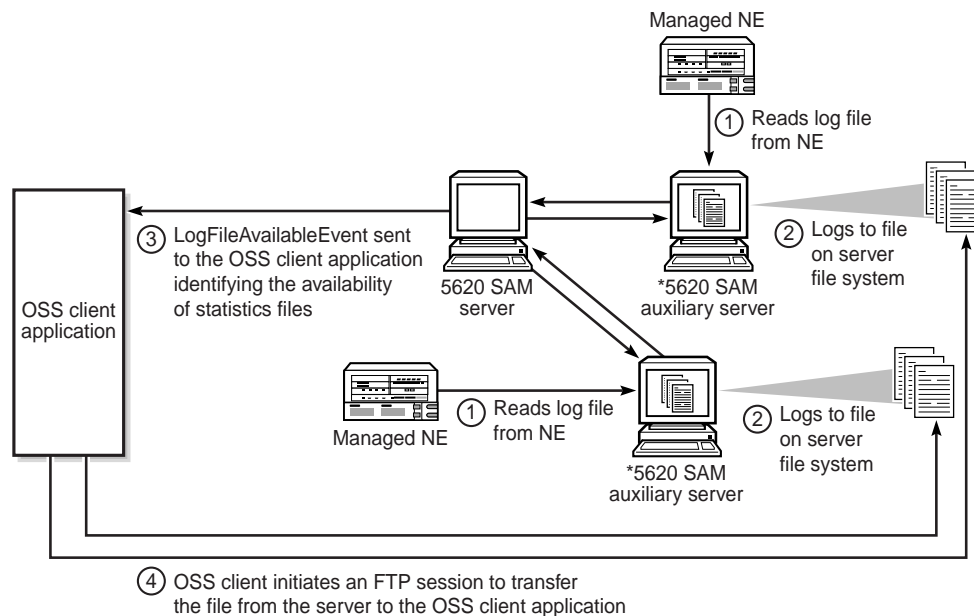 Managed NE
1 Reads log file
from NE
2 Logs to file
on server
file system
3 LogFileAvailableEvent sent
to the OSS client application
identifying the availability
of statistics files
5620 SAM
server
*5620 SAM
auxiliary server
OSS client
application
Managed NE
1 Reads log file
from NE
2 Logs to file
on server
file system
*5620 SAM
auxiliary server
4 OSS client initiates an FTP session to transfer
the file from the server to the OSS client application